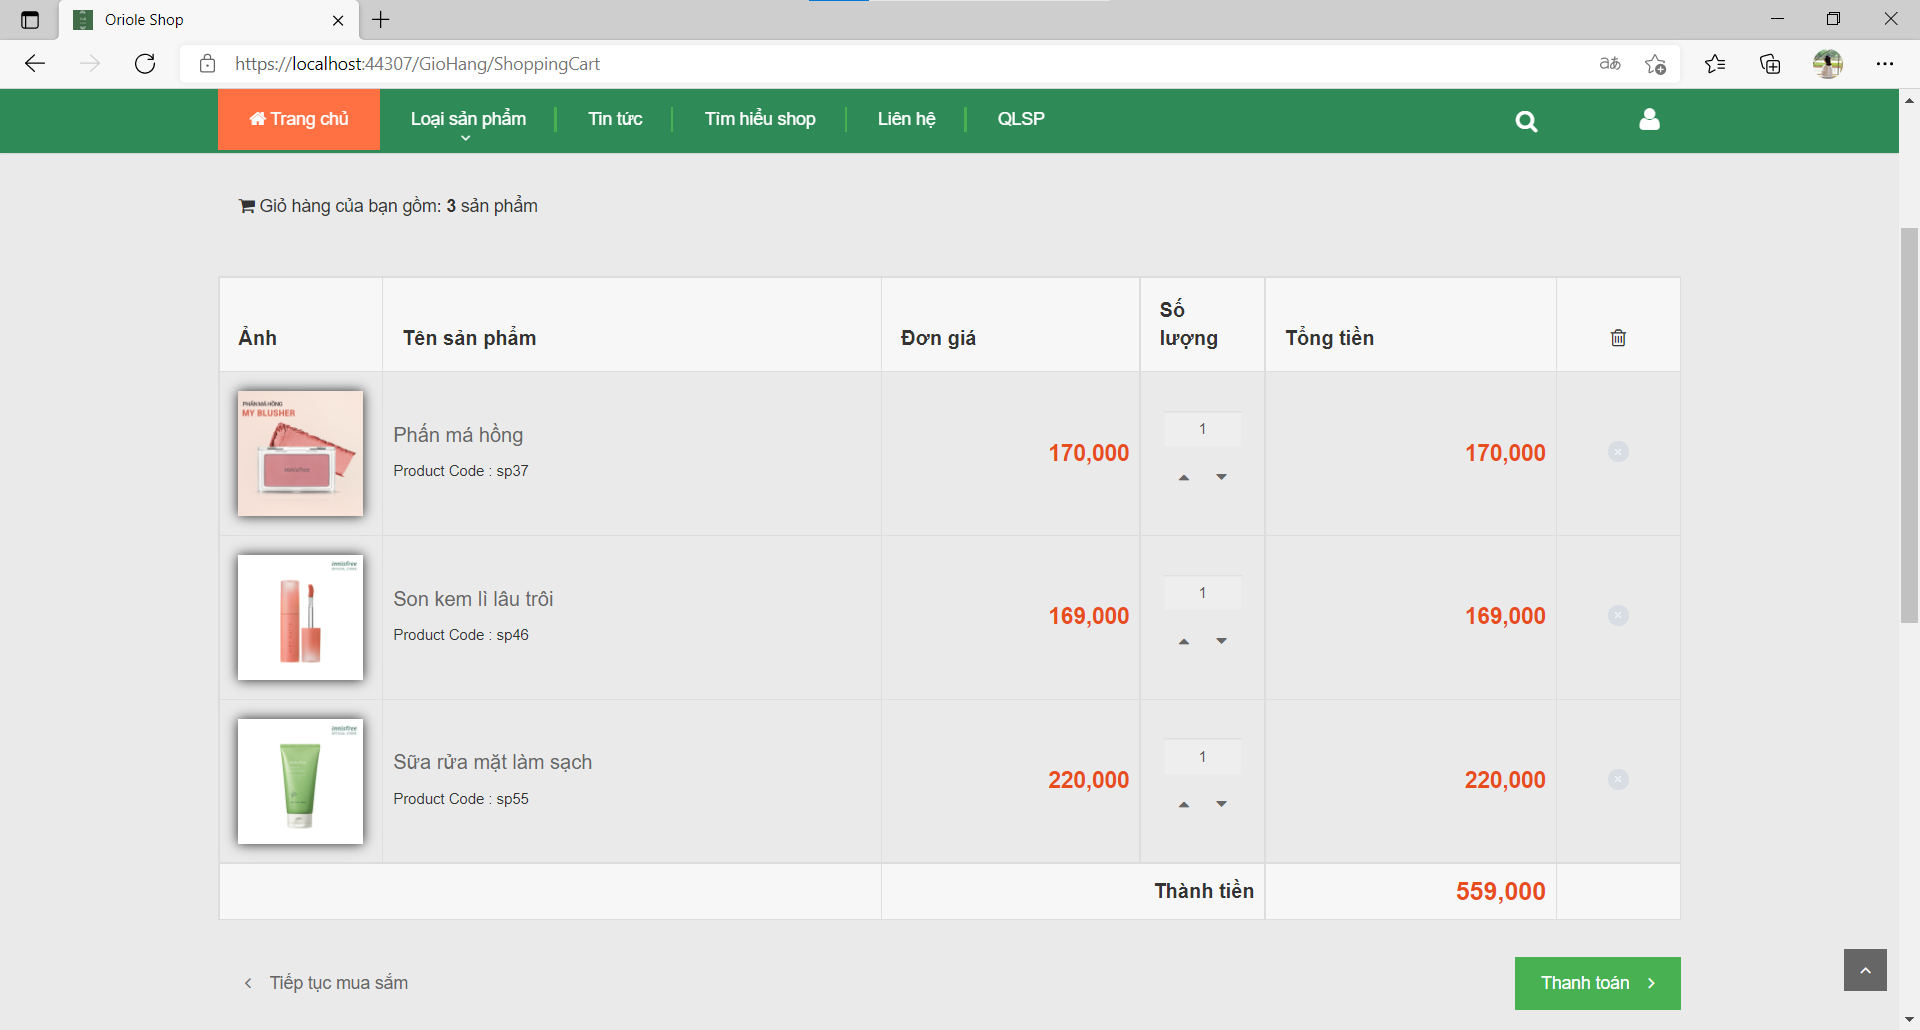 Oriole Shop
https://localhost:44307/GioHang/ShoppingCart
Trang chủ
Loại sản phẩm
Tin tức
Tìm hiểu shop
Liên hệ
QLSP
Giỏ hàng của bạn gồm: 3 sản phẩm
Ảnh
Tên sản phẩm
Đơn giá
Số lượng
Tổng tiền
PHẤN MÁ HỒNG
MY BLUSHER
innisfree
Phấn má hồng
Product Code : sp37
170,000
1
170,000
innisfree
Son kem lì lâu trôi
Product Code : sp46
169,000
1
169,000
innisfree
Sữa rửa mặt làm sạch
Product Code : sp55
220,000
1
220,000
Thành tiền
559,000
Tiếp tục mua sắm
Thanh toán